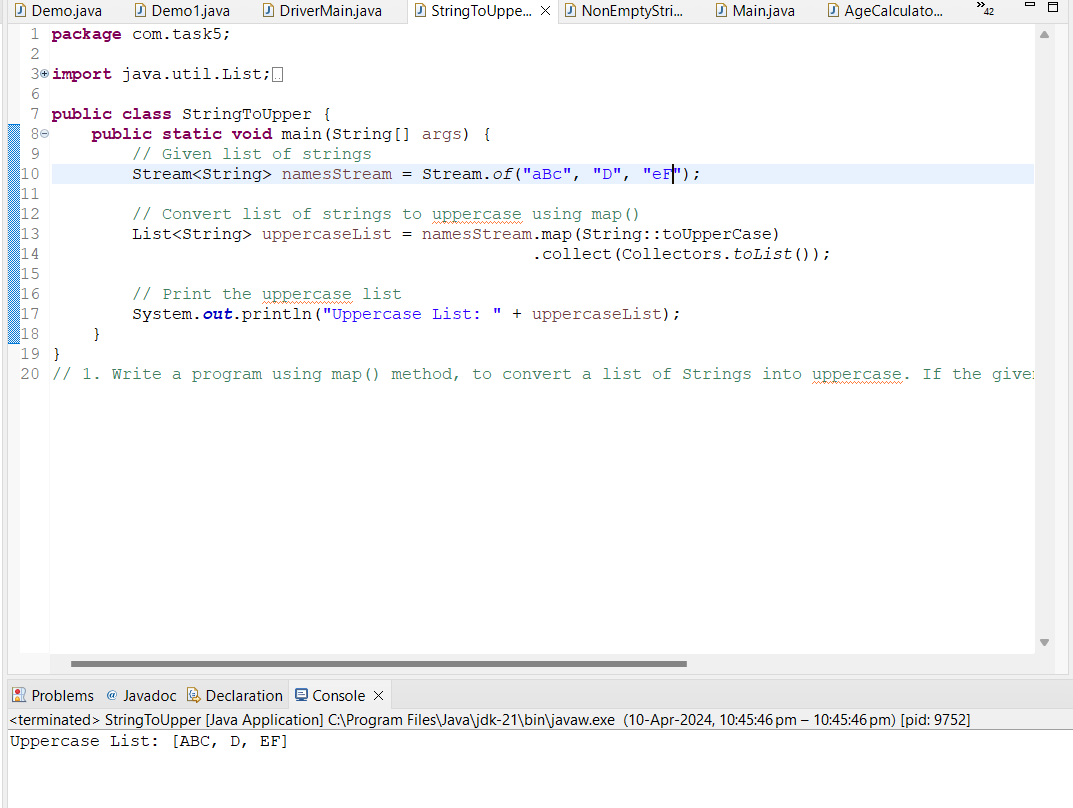 Demo.java Demo1.java DriverMain.java StringToUppe... NonEmptyStri... Main.java AgeCalculato... »42
1 package com.task5;
2
3 import java.util.List;
6
7 public class StringToUpper {
8 public static void main(String[] args) {
9 // Given list of strings
10 Stream<String> namesStream = Stream.of("aBc", "D", "eF");
11
12 // Convert list of strings to uppercase using map()
13 List<String> uppercaseList = namesStream.map(String::toUpperCase)
14 .collect(Collectors.toList());
15
16 // Print the uppercase list
17 System.out.println("Uppercase List: " + uppercaseList);
18 }
19 }
20 // 1. Write a program using map() method, to convert a list of Strings into uppercase. If the give
Problems @ Javadoc Declaration Console
<terminated> StringToUpper [Java Application] C:\Program Files\Java\jdk-21\bin\javaw.exe (10-Apr-2024, 10:45:46 pm – 10:45:46 pm) [pid: 9752]
Uppercase List: [ABC, D, EF]